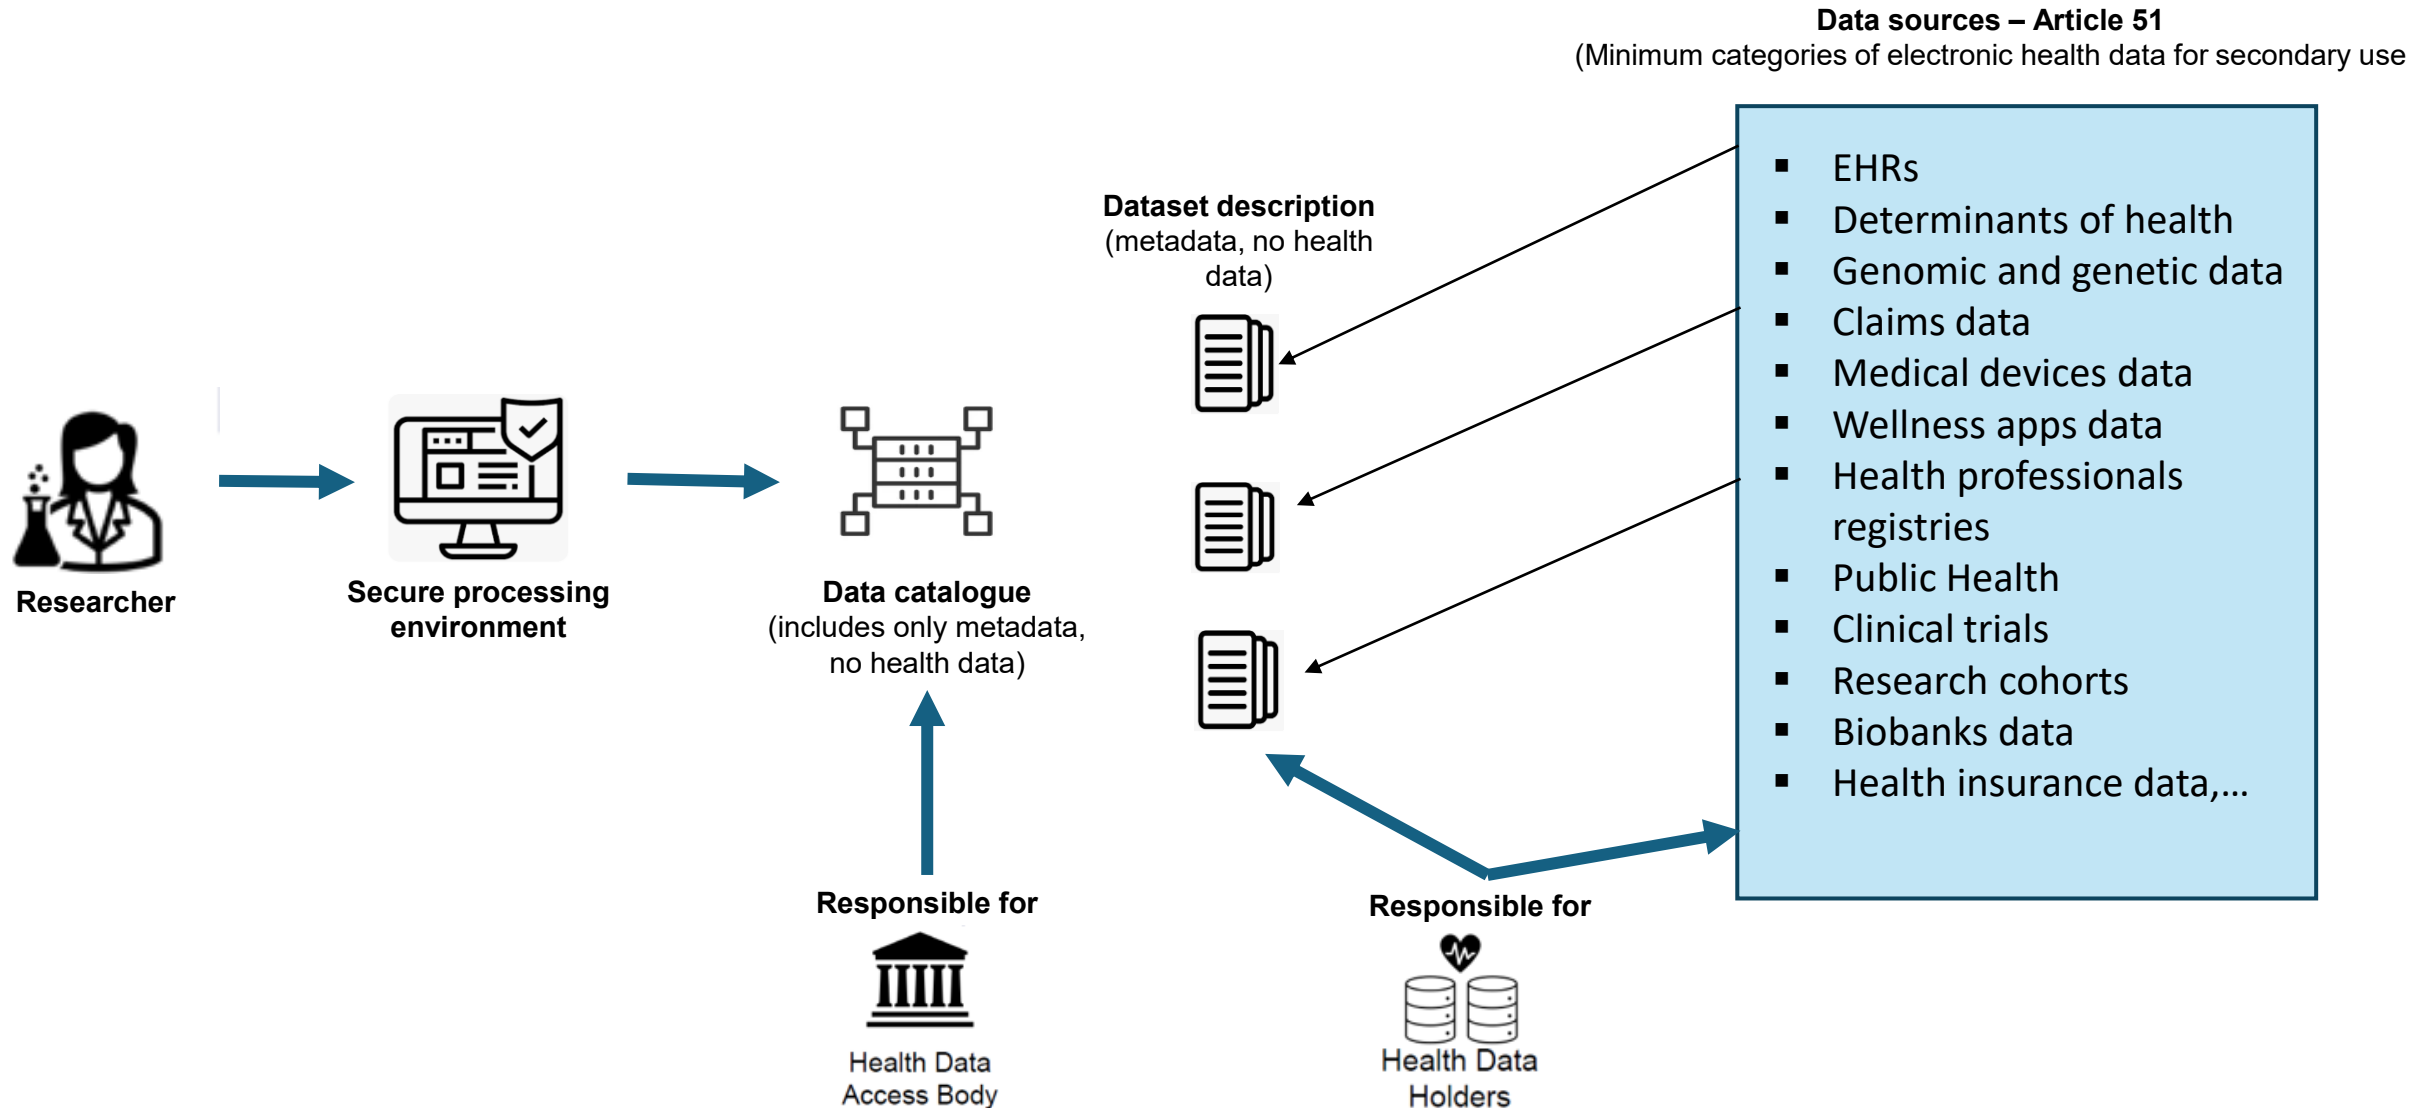 Data sources – Article 51
(Minimum categories of electronic health data for secondary use
▪ EHRs
▪ Determinants of health
▪ Genomic and genetic data
▪ Claims data
▪ Medical devices data
▪ Wellness apps data
▪ Health professionals
registries
▪ Public Health
▪ Clinical trials
▪ Research cohorts
▪ Biobanks data
▪ Health insurance data,...
Dataset description
(metadata, no health
data)
Researcher
Secure processing
environment
Data catalogue
(includes only metadata,
no health data)
Responsible for
Health Data
Access Body
Responsible for
Health Data
Holders